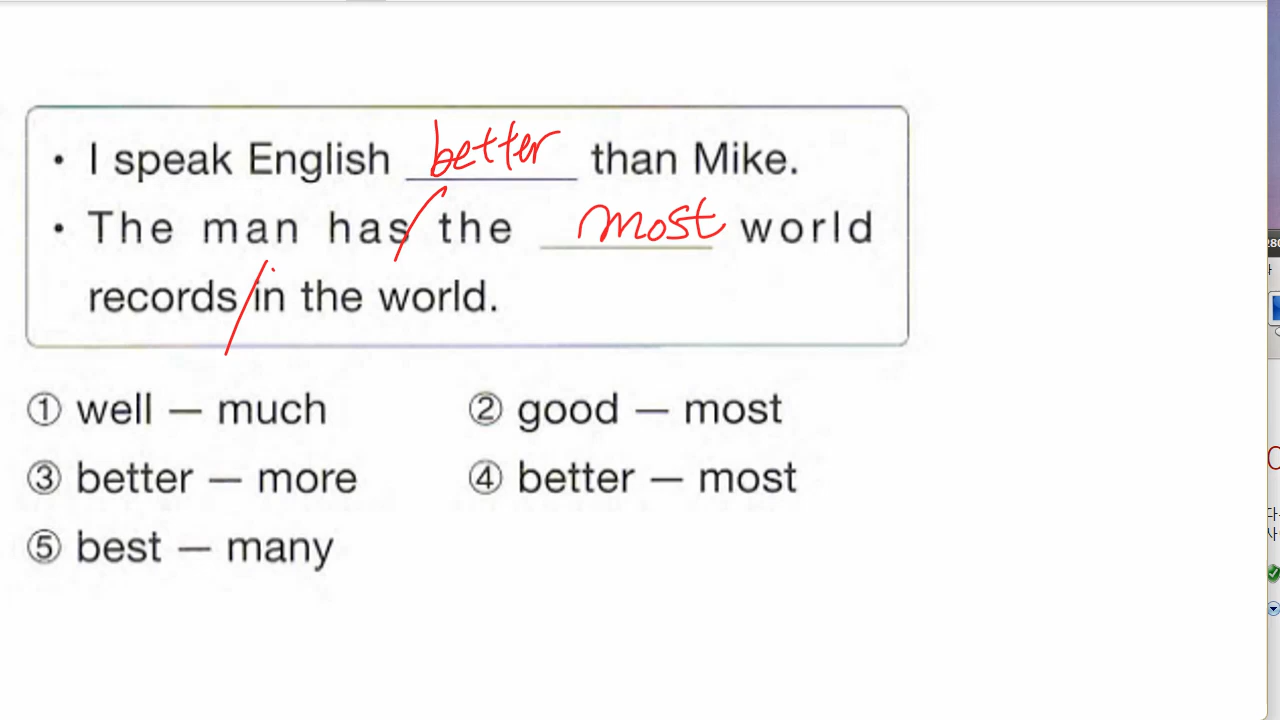 • I speak English better than Mike.
• The man has the most world
records in the world.
① well — much ② good — most
③ better — more ④ better — most
⑤ best — many